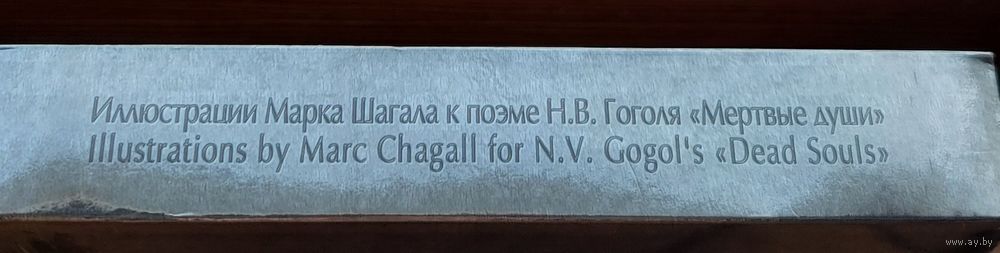 Иллюстрации Марка Шагала к поэме Н.В. Гоголя «Мертвые души»
Illustrations by Marc Chagall for N.V. Gogol's «Dead Souls»
www.ay.by